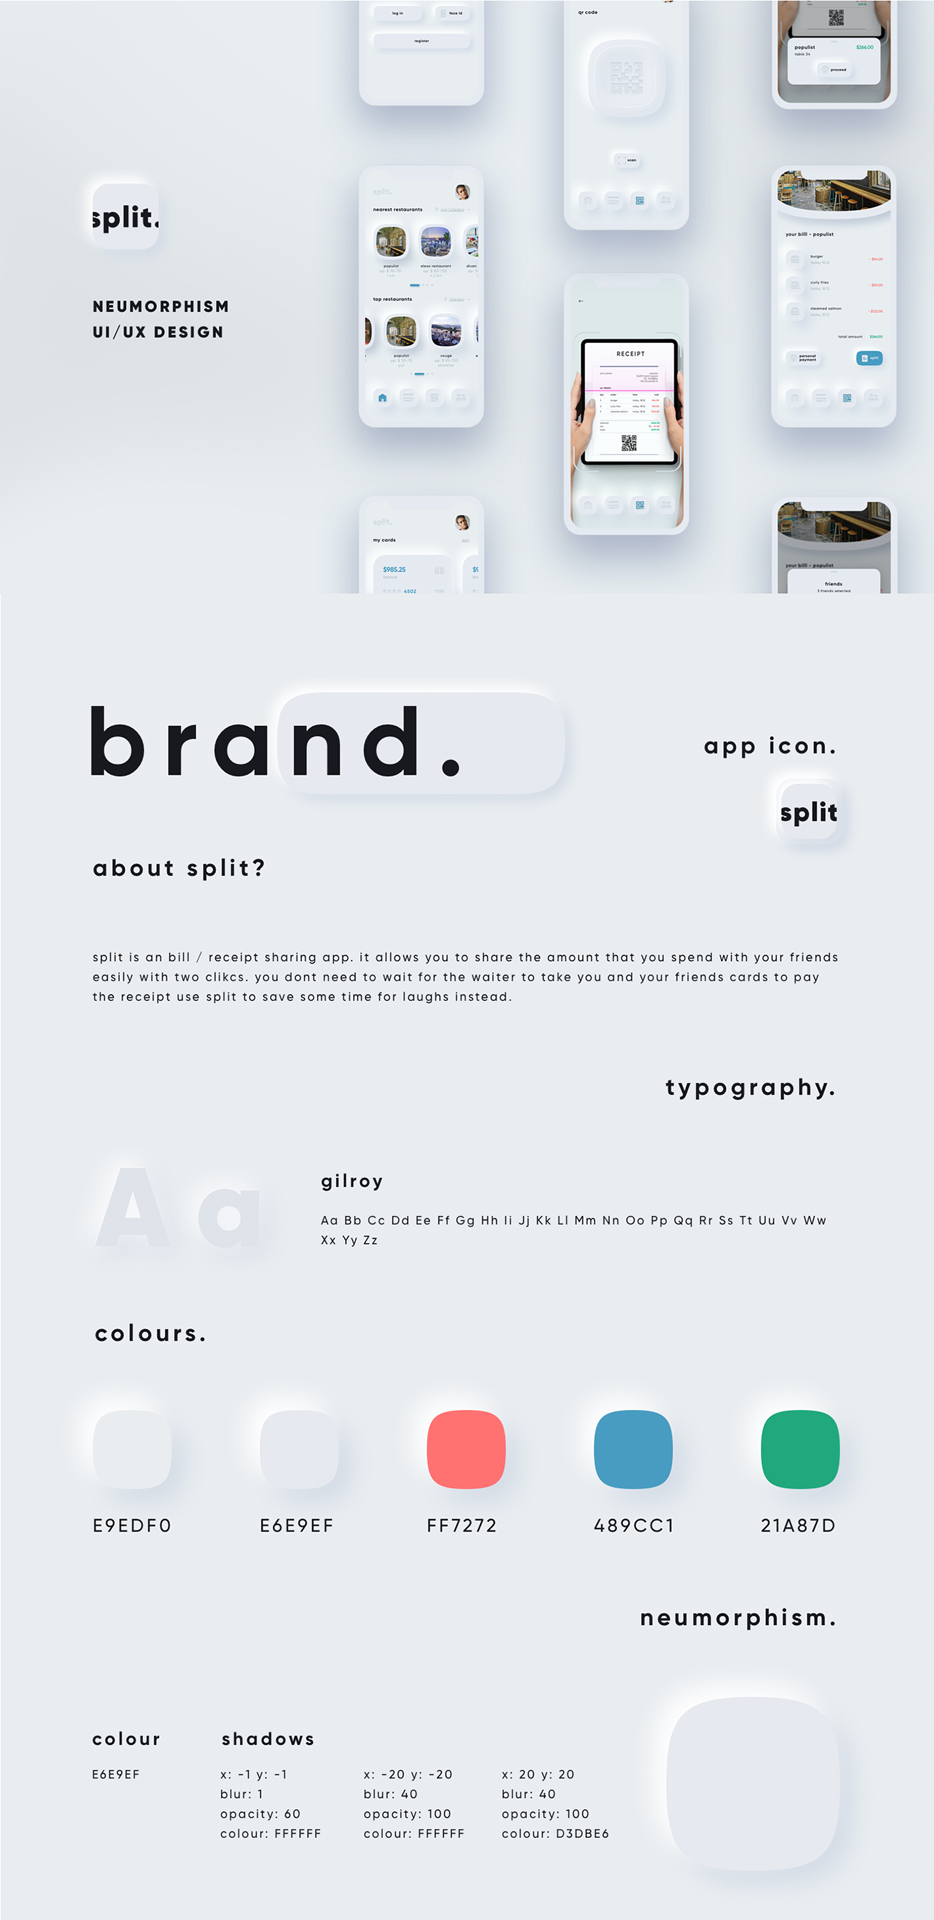 log in
face id
register
qr code
scan
populist
$266.00
table 34
proceed
split.
NEUMORPHISM
UI/UX DESIGN
split.
nearest restaurants
populist
top restaurants
populist
rouge
RECEIPT
your bill - populist
burger
curly fries
steamed salmon
total amount
personal
payment
split
split.
my cards
$985.25
4502
your bill - populist
friends
3 friends selected
brand.
app icon.
split
about split?
split is an bill / receipt sharing app. it allows you to share the amount that you spend with your friends
easily with two clikcs. you dont need to wait for the waiter to take you and your friends cards to pay
the receipt use split to save some time for laughs instead.
typography.
Aa
gilroy
Aa Bb Cc Dd Ee Ff Gg Hh Ii Jj Kk Ll Mm Nn Oo Pp Qq Rr Ss Tt Uu Vv Ww
Xx Yy Zz
colours.
E9EDF0 E6E9EF FF7272 489CC1 21A87D
neumorphism.
colour shadows
E6E9EF x: -1 y: -1 x: -20 y: -20 x: 20 y: 20
blur: 1 blur: 40 blur: 40
opacity: 60 opacity: 100 opacity: 100
colour: FFFFFF colour: FFFFFF colour: D3DBE6